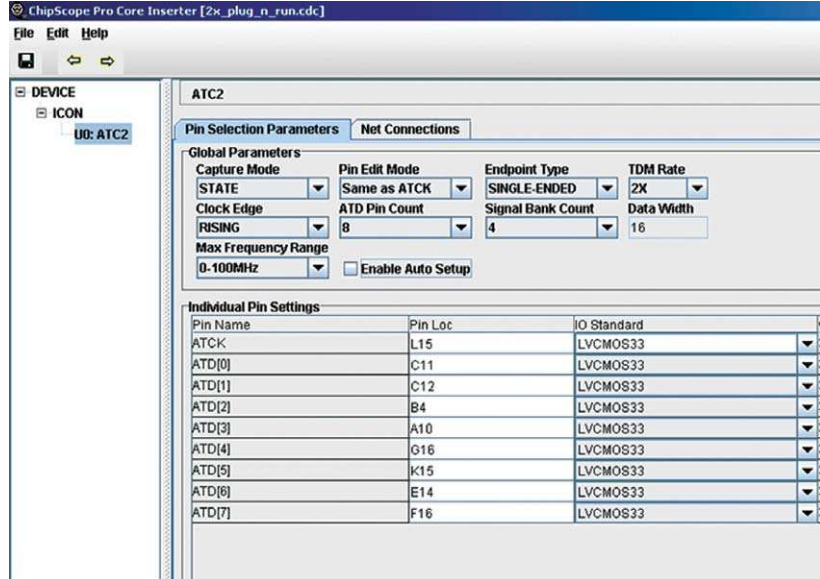 ChipScope Pro Core Inserter [2x_plug_n_run.cdc]
File Edit Help
DEVICE
ICON
U0: ATC2
ATC2
Pin Selection Parameters Net Connections
Global Parameters
Capture Mode Pin Edit Mode Endpoint Type TDM Rate
STATE Same as ATCK SINGLE-ENDED 2X
Clock Edge ATD Pin Count Signal Bank Count Data Width
RISING 8 4 16
Max Frequency Range
0-100MHz Enable Auto Setup
Individual Pin Settings
Pin Name Pin Loc IO Standard
ATCK L15 LVCMOS33
ATD[0] C11 LVCMOS33
ATD[1] C12 LVCMOS33
ATD[2] B4 LVCMOS33
ATD[3] A10 LVCMOS33
ATD[4] G16 LVCMOS33
ATD[5] K15 LVCMOS33
ATD[6] E14 LVCMOS33
ATD[7] F16 LVCMOS33